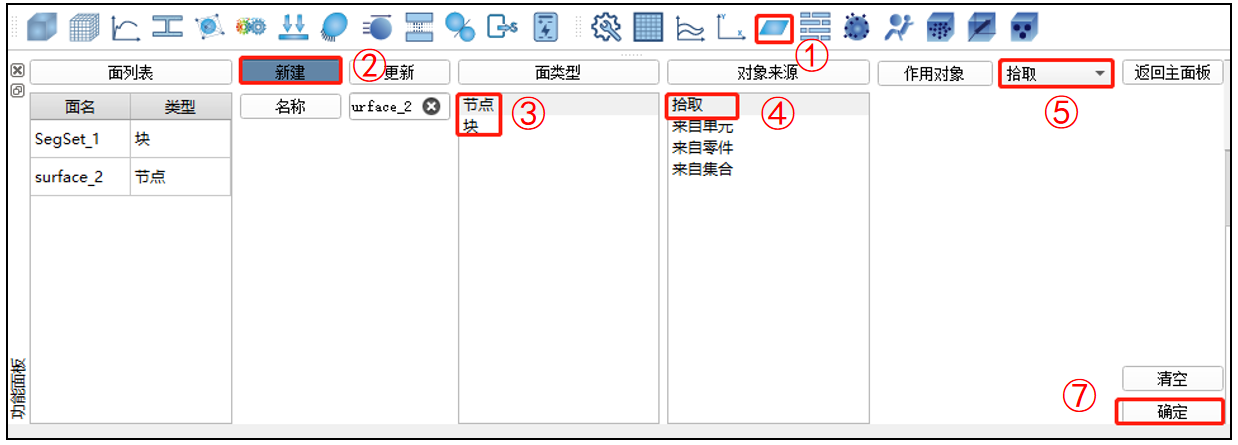 ①
面列表 新建 ②更新 面类型 对象来源 作用对象 拾取 返回主面板
⑤
面名 类型 名称 urface_2 节点 ③ 拾取 ④
块 来自单元
SegSet_1 块 来自零件
来自集合
surface_2 节点
功能面板
清空
⑦ 确定